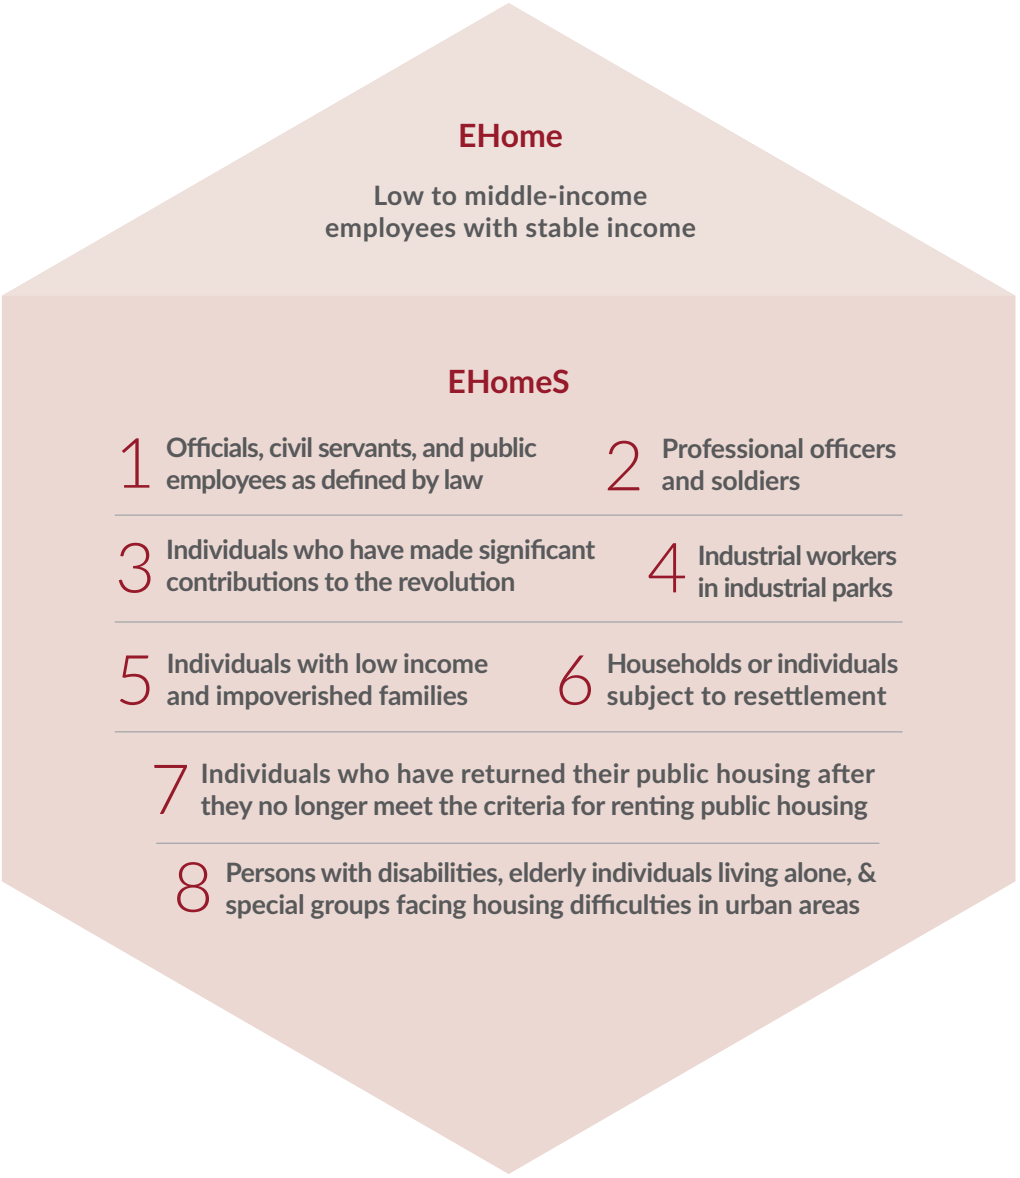 EHome
Low to middle-income
employees with stable income
EHomeS
1 Officials, civil servants, and public
employees as defined by law
2 Professional officers
and soldiers
3 Individuals who have made significant
contributions to the revolution
4 Industrial workers
in industrial parks
5 Individuals with low income
and impoverished families
6 Households or individuals
subject to resettlement
7 Individuals who have returned their public housing after
they no longer meet the criteria for renting public housing
8 Persons with disabilities, elderly individuals living alone, &
special groups facing housing difficulties in urban areas